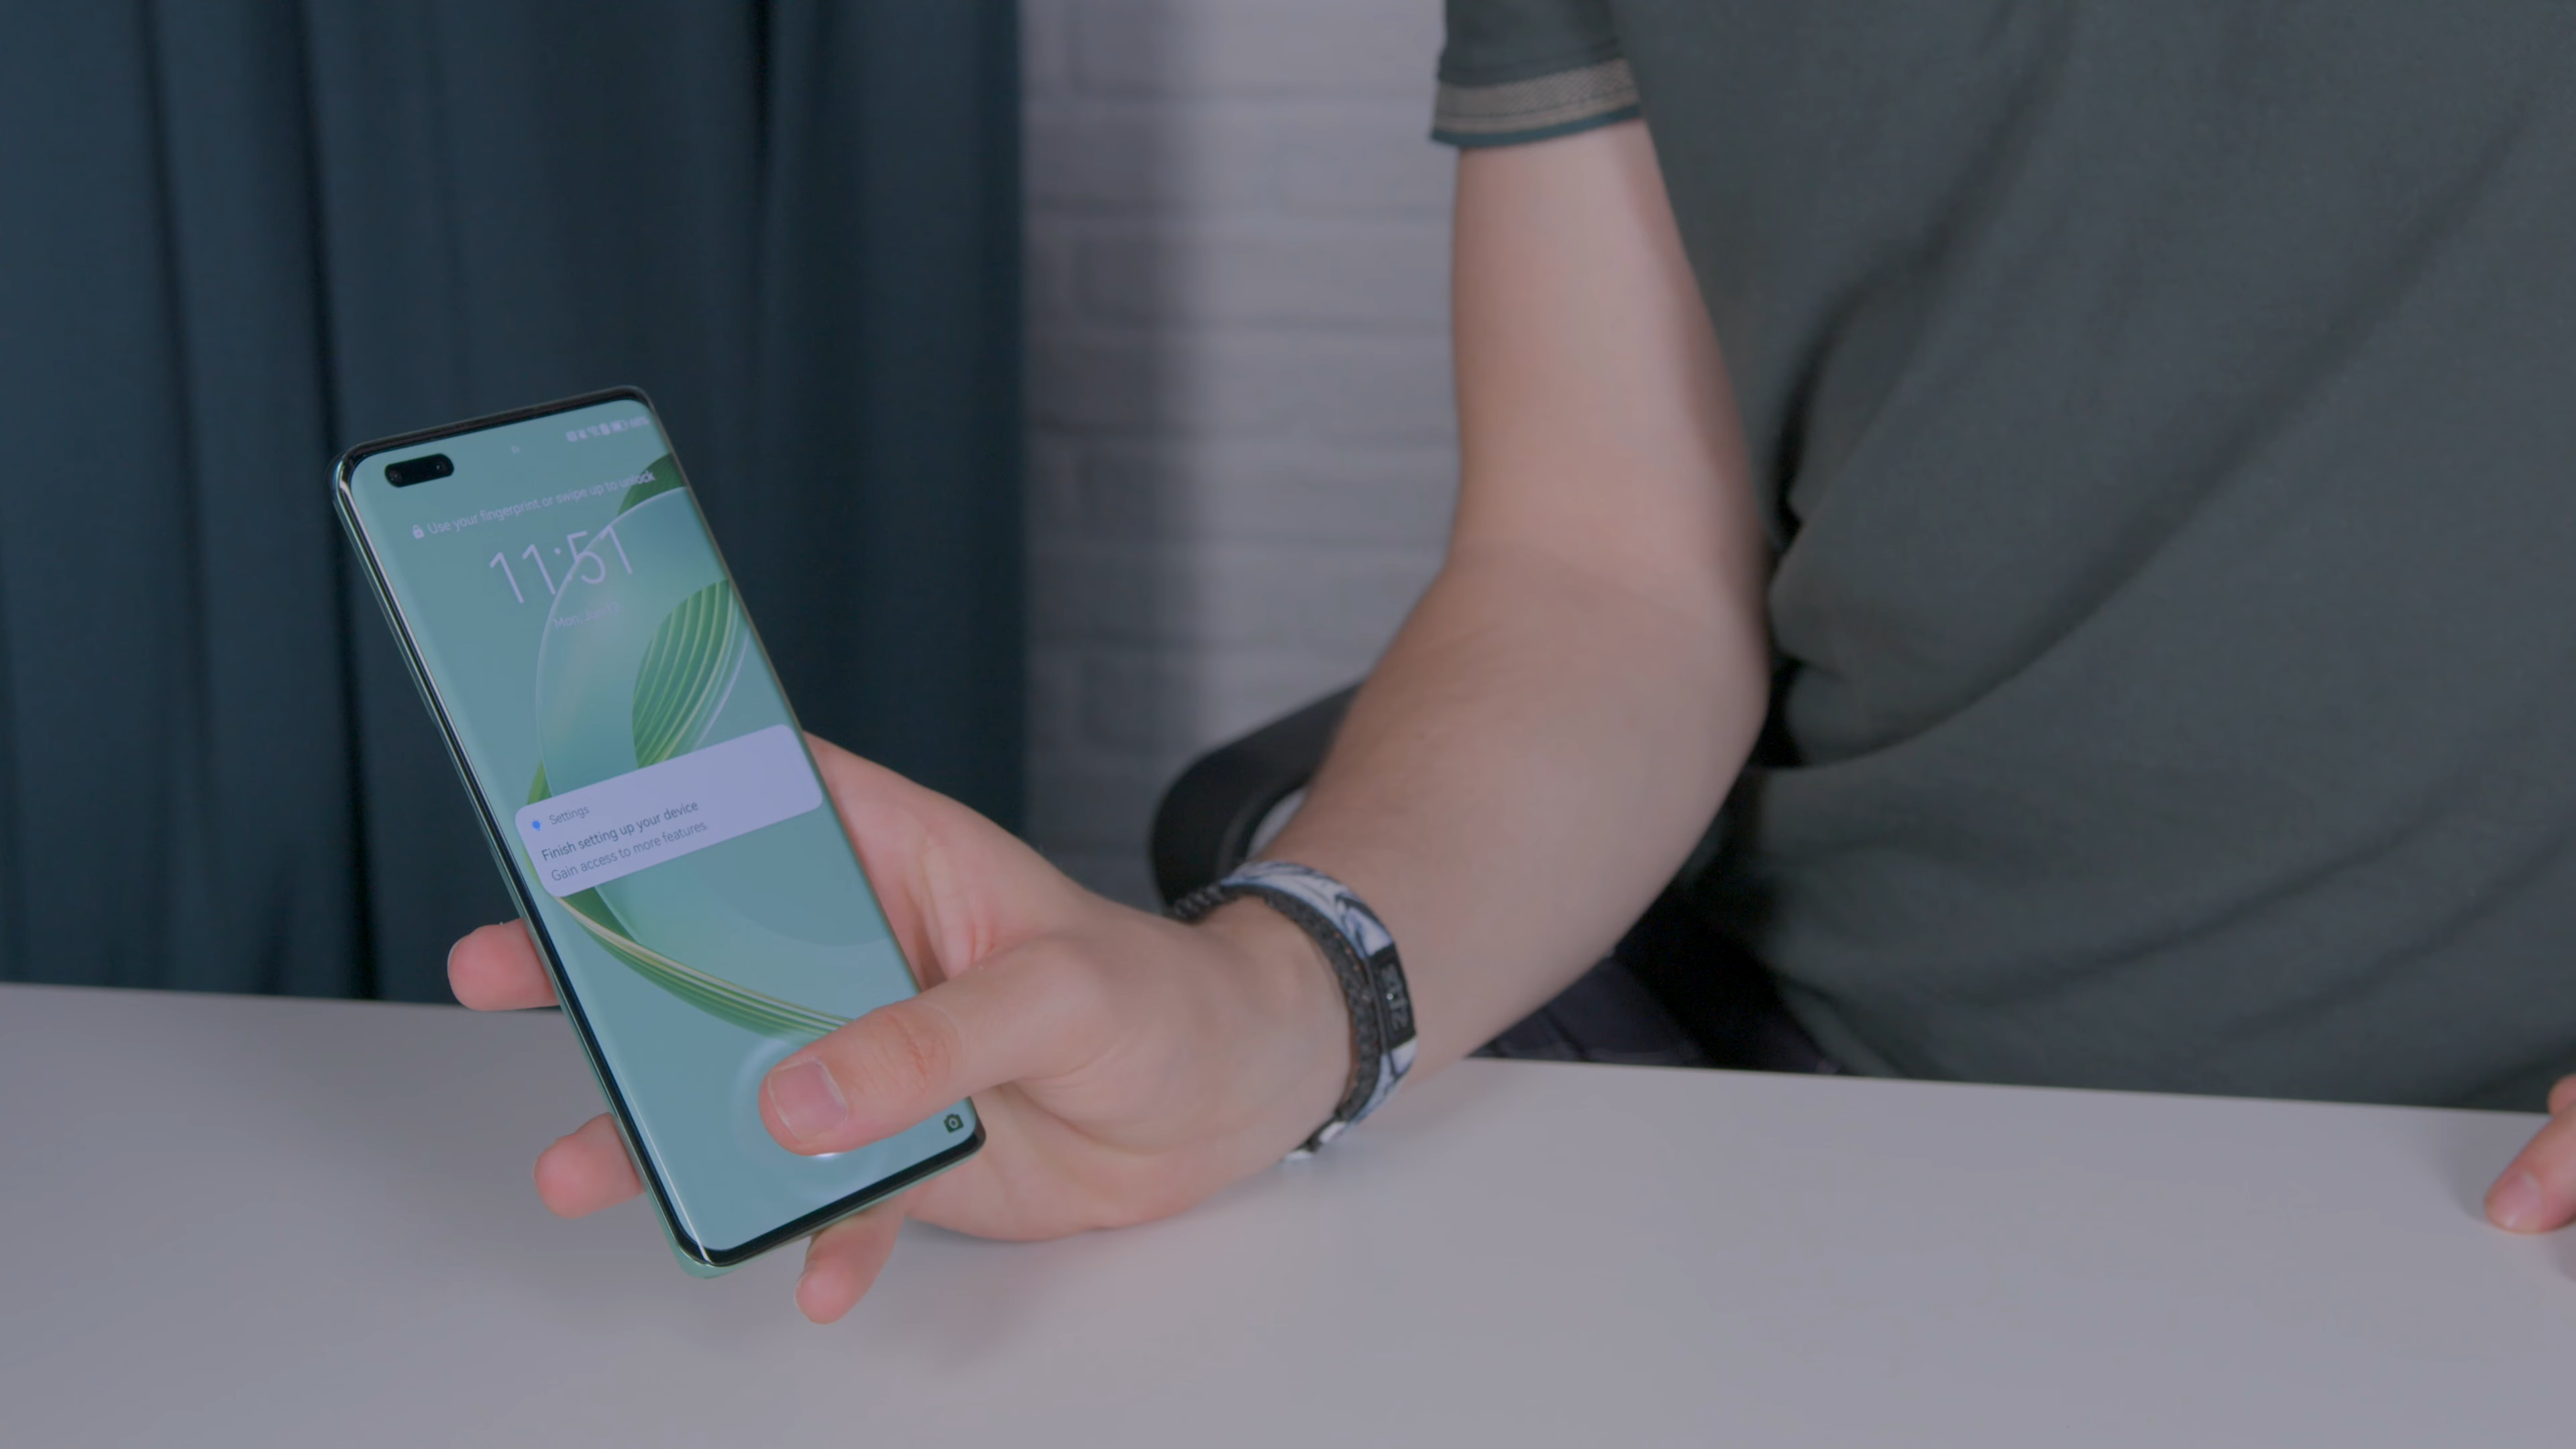 Use your fingerprint or swipe up to unlock
11:51
Mon,
Settings
Finish setting up your device
Gain access to more features